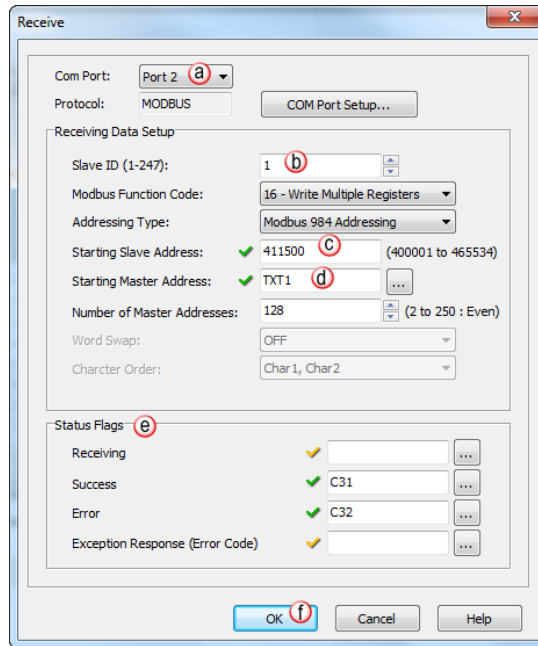 Receive
x
Com Port: Port 2 a
Protocol: MODBUS COM Port Setup...
Receiving Data Setup
Slave ID (1-247): 1 b
Modbus Function Code: 16 - Write Multiple Registers
Addressing Type: Modbus 984 Addressing
Starting Slave Address: 411500 c (400001 to 465534)
Starting Master Address: TXT1 d ...
Number of Master Addresses: 128 (2 to 250 : Even)
Word Swap: OFF
Charcter Order: Char1, Char2
Status Flags e
Receiving ...
Success C31 ...
Error C32 ...
Exception Response (Error Code) ...
OK f Cancel Help